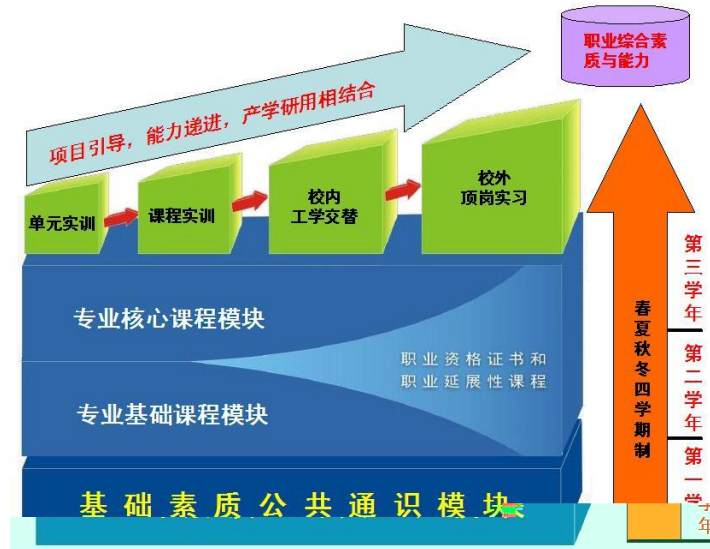 职业综合素
质与能力
项目引导，能力递进，产学研用相结合
单元实训
课程实训
校内
工学交替
校外
顶岗实习
专业核心课程模块
职业资格证书和
职业延展性课程
专业基础课程模块
基础素质公共通识模块
春夏秋冬四学期制
第三学年
第二学年
第一学年